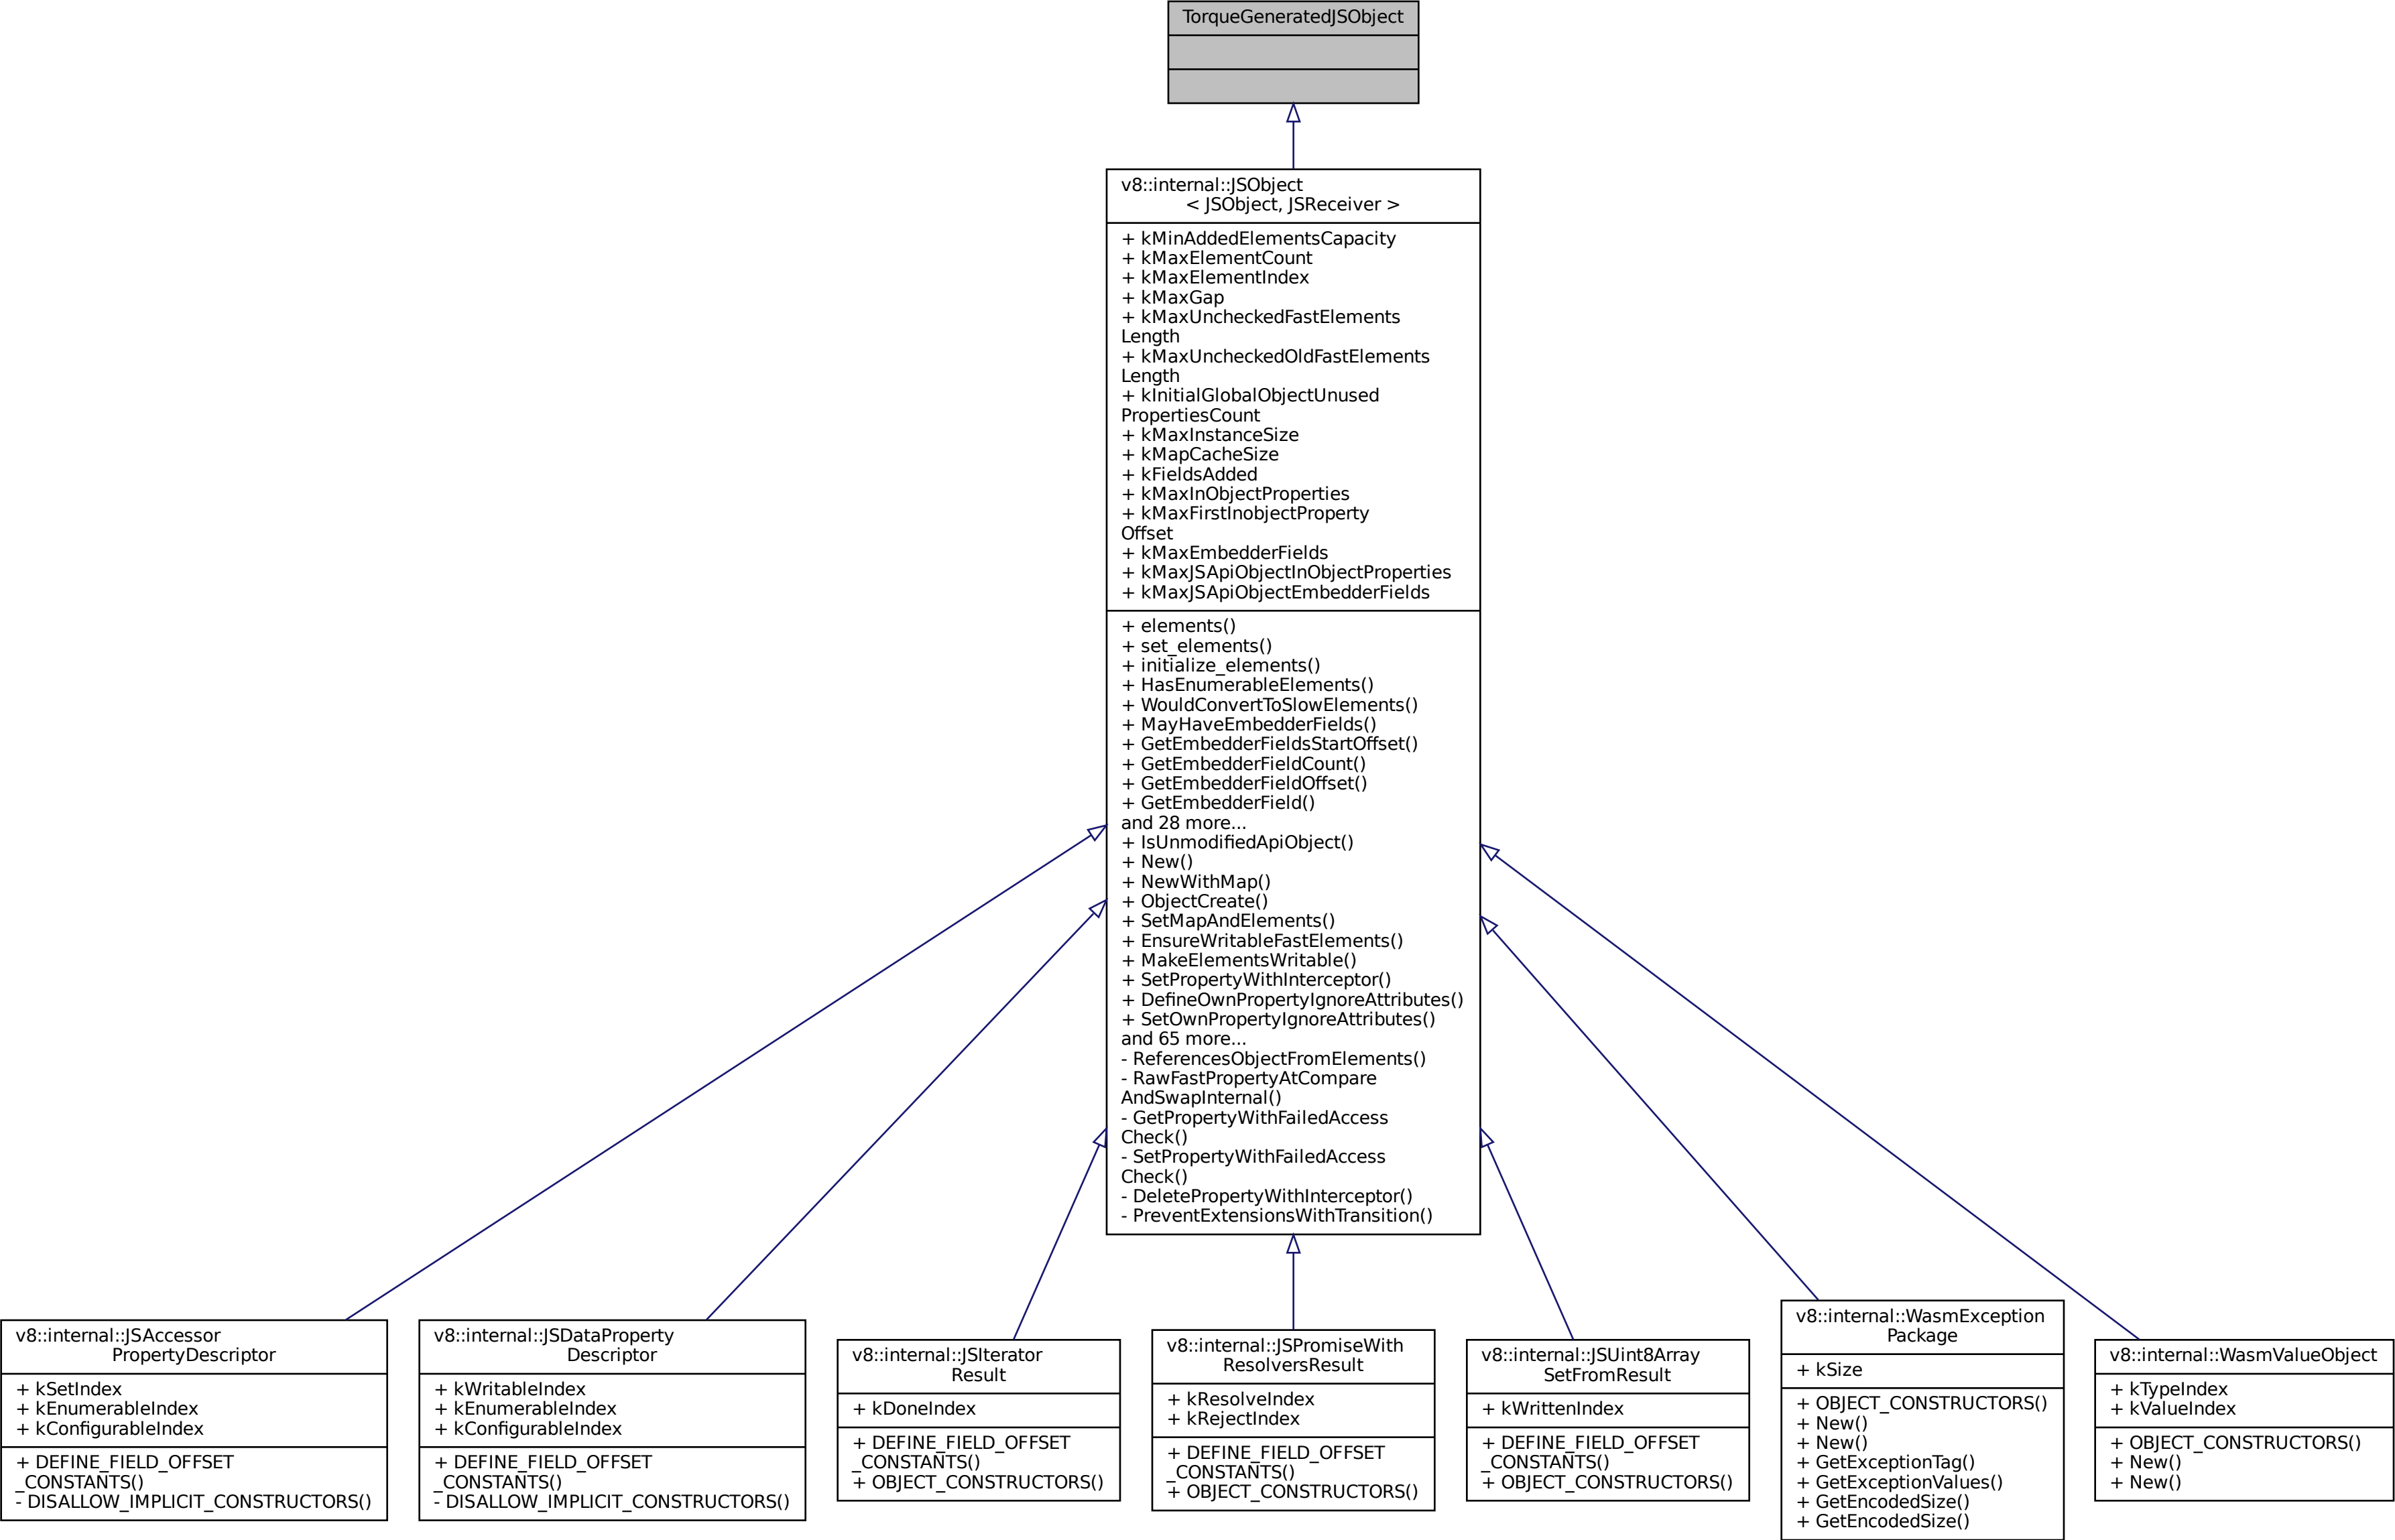 TorqueGeneratedJSObject
v8::internal::JSObject
< JSObject, JSReceiver >
+ kMinAddedElementsCapacity
+ kMaxElementCount
+ kMaxElementIndex
+ kMaxGap
+ kMaxUncheckedFastElements
Length
+ kMaxUncheckedOldFastElements
Length
+ kInitialGlobalObjectUnused
PropertiesCount
+ kMaxInstanceSize
+ kMapCacheSize
+ kFieldsAdded
+ kMaxInObjectProperties
+ kMaxFirstInobjectProperty
Offset
+ kMaxEmbedderFields
+ kMaxJSApiObjectInObjectProperties
+ kMaxJSApiObjectEmbedderFields
+ elements()
+ set_elements()
+ initialize_elements()
+ HasEnumerableElements()
+ WouldConvertToSlowElements()
+ MayHaveEmbedderFields()
+ GetEmbedderFieldsStartOffset()
+ GetEmbedderFieldCount()
+ GetEmbedderFieldOffset()
+ GetEmbedderField()
and 28 more...
+ IsUnmodifiedApiObject()
+ New()
+ NewWithMap()
+ ObjectCreate()
+ SetMapAndElements()
+ EnsureWritableFastElements()
+ MakeElementsWritable()
+ SetPropertyWithInterceptor()
+ DefineOwnPropertyIgnoreAttributes()
+ SetOwnPropertyIgnoreAttributes()
and 65 more...
- ReferencesObjectFromElements()
- RawFastPropertyAtCompare
AndSwapInternal()
- GetPropertyWithFailedAccess
Check()
- SetPropertyWithFailedAccess
Check()
- DeletePropertyWithInterceptor()
- PreventExtensionsWithTransition()
v8::internal::JSAccessor
PropertyDescriptor
+ kSetIndex
+ kEnumerableIndex
+ kConfigurableIndex
+ DEFINE_FIELD_OFFSET
_CONSTANTS()
- DISALLOW_IMPLICIT_CONSTRUCTORS()
v8::internal::JSDataProperty
Descriptor
+ kWritableIndex
+ kEnumerableIndex
+ kConfigurableIndex
+ DEFINE_FIELD_OFFSET
_CONSTANTS()
- DISALLOW_IMPLICIT_CONSTRUCTORS()
v8::internal::JSIterator
Result
+ kDoneIndex
+ DEFINE_FIELD_OFFSET
_CONSTANTS()
+ OBJECT_CONSTRUCTORS()
v8::internal::JSPromiseWith
ResolversResult
+ kResolveIndex
+ kRejectIndex
+ DEFINE_FIELD_OFFSET
_CONSTANTS()
+ OBJECT_CONSTRUCTORS()
v8::internal::JSUint8Array
SetFromResult
+ kWrittenIndex
+ DEFINE_FIELD_OFFSET
_CONSTANTS()
+ OBJECT_CONSTRUCTORS()
v8::internal::WasmException
Package
+ kSize
+ OBJECT_CONSTRUCTORS()
+ New()
+ New()
+ GetExceptionTag()
+ GetExceptionValues()
+ GetEncodedSize()
+ GetEncodedSize()
v8::internal::WasmValueObject
+ kTypeIndex
+ kValueIndex
+ OBJECT_CONSTRUCTORS()
+ New()
+ New()